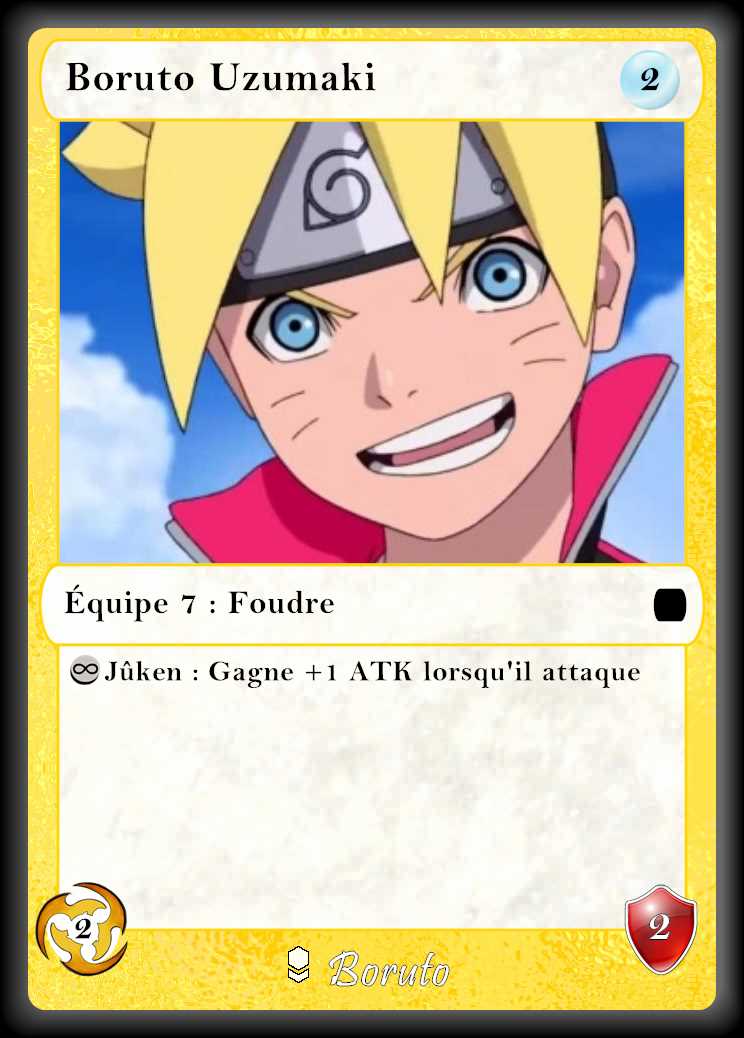 Boruto Uzumaki
2
Équipe 7 : Foudre
Jûken : Gagne +1 ATK lorsqu'il attaque
2
2
Boruto